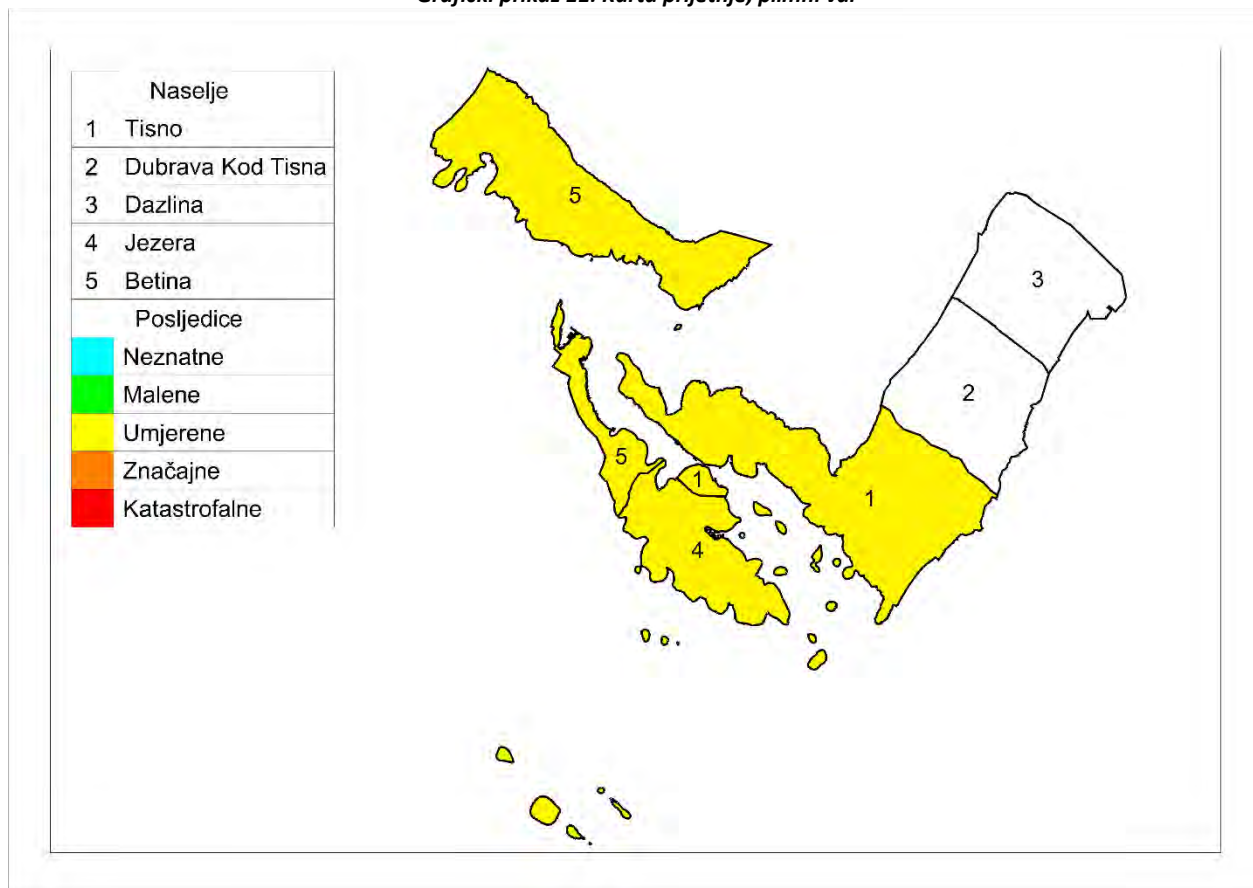 Naselje
1 Tisno
2 Dubrava Kod Tisna
3 Dazlina
4 Jezera
5 Betina
Posljedice
Neznatne
Malene
Umjerene
Značajne
Katastrofalne
5
3
2
5
1
1
4